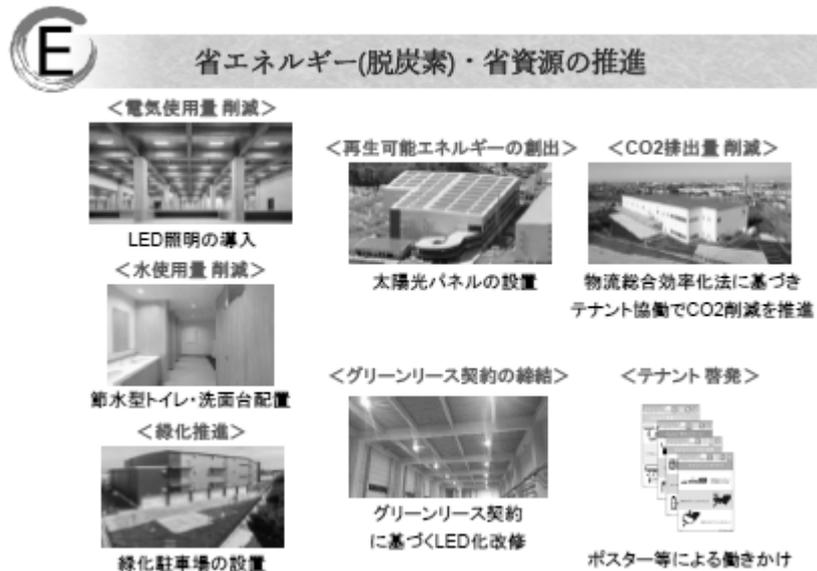 E
省エネルギー(脱炭素)・省資源の推進
＜電気使用量 削減＞
LED照明の導入
＜水使用量 削減＞
節水型トイレ・洗面台配置
＜緑化推進＞
緑化駐車場の設置
＜再生可能エネルギーの創出＞
太陽光パネルの設置
＜CO2排出量 削減＞
物流総合効率化法に基づき
テナント協働でCO2削減を推進
＜グリーンリース契約の締結＞
グリーンリース契約
に基づくLED化改修
＜テナント 啓発＞
ポスター等による働きかけ